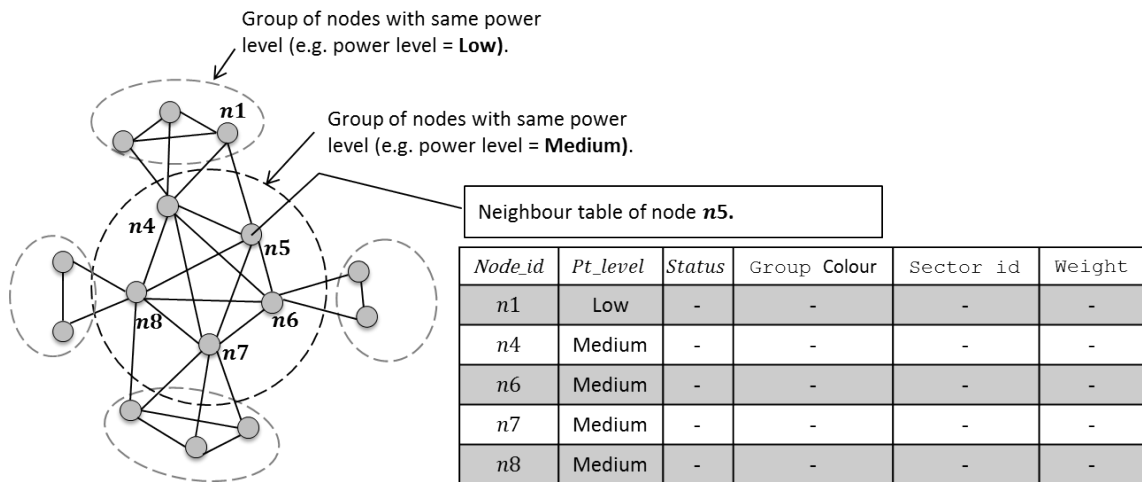 Group of nodes with same power
level (e.g. power level = Low).
n1
Group of nodes with same power
level (e.g. power level = Medium).
n4
n5
n8
n6
n7
Neighbour table of node n5.
Node_id Pt_level Status Group Colour Sector id Weight
n1 Low - - - -
n4 Medium - - - -
n6 Medium - - - -
n7 Medium - - - -
n8 Medium - - - -